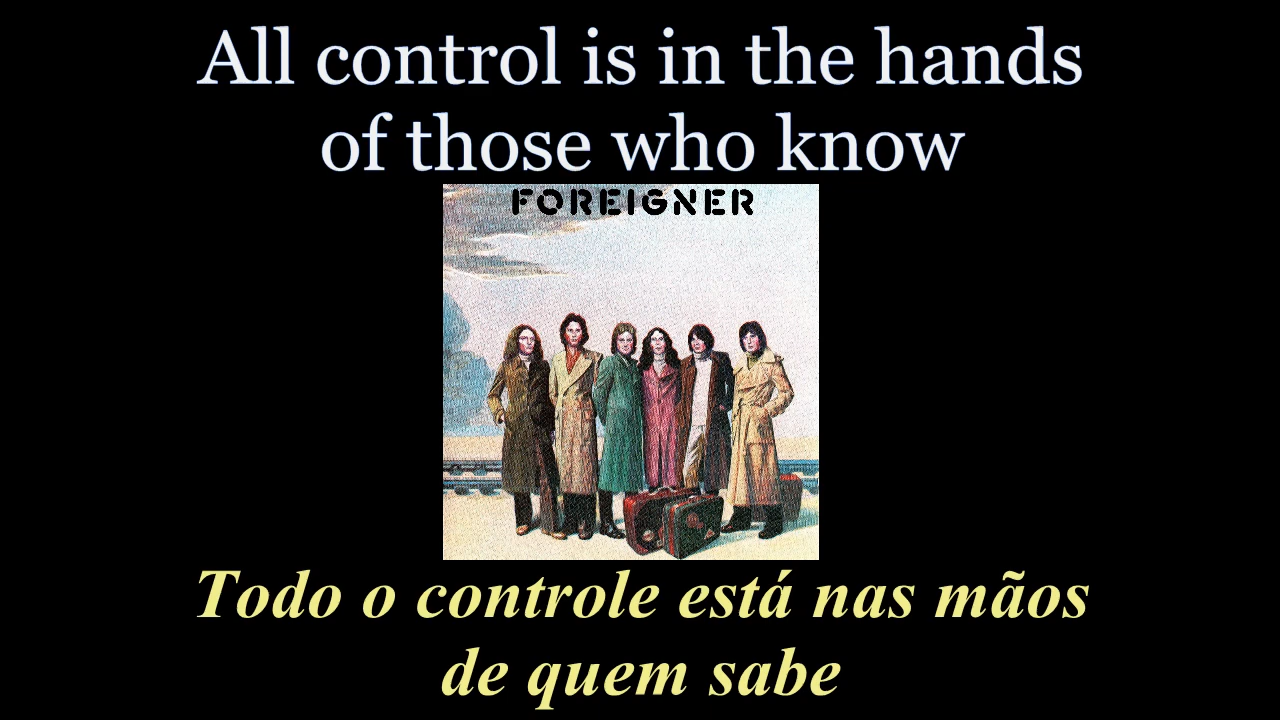 All control is in the hands
of those who know
FOREIGNER
Todo o controle está nas mãos
de quem sabe